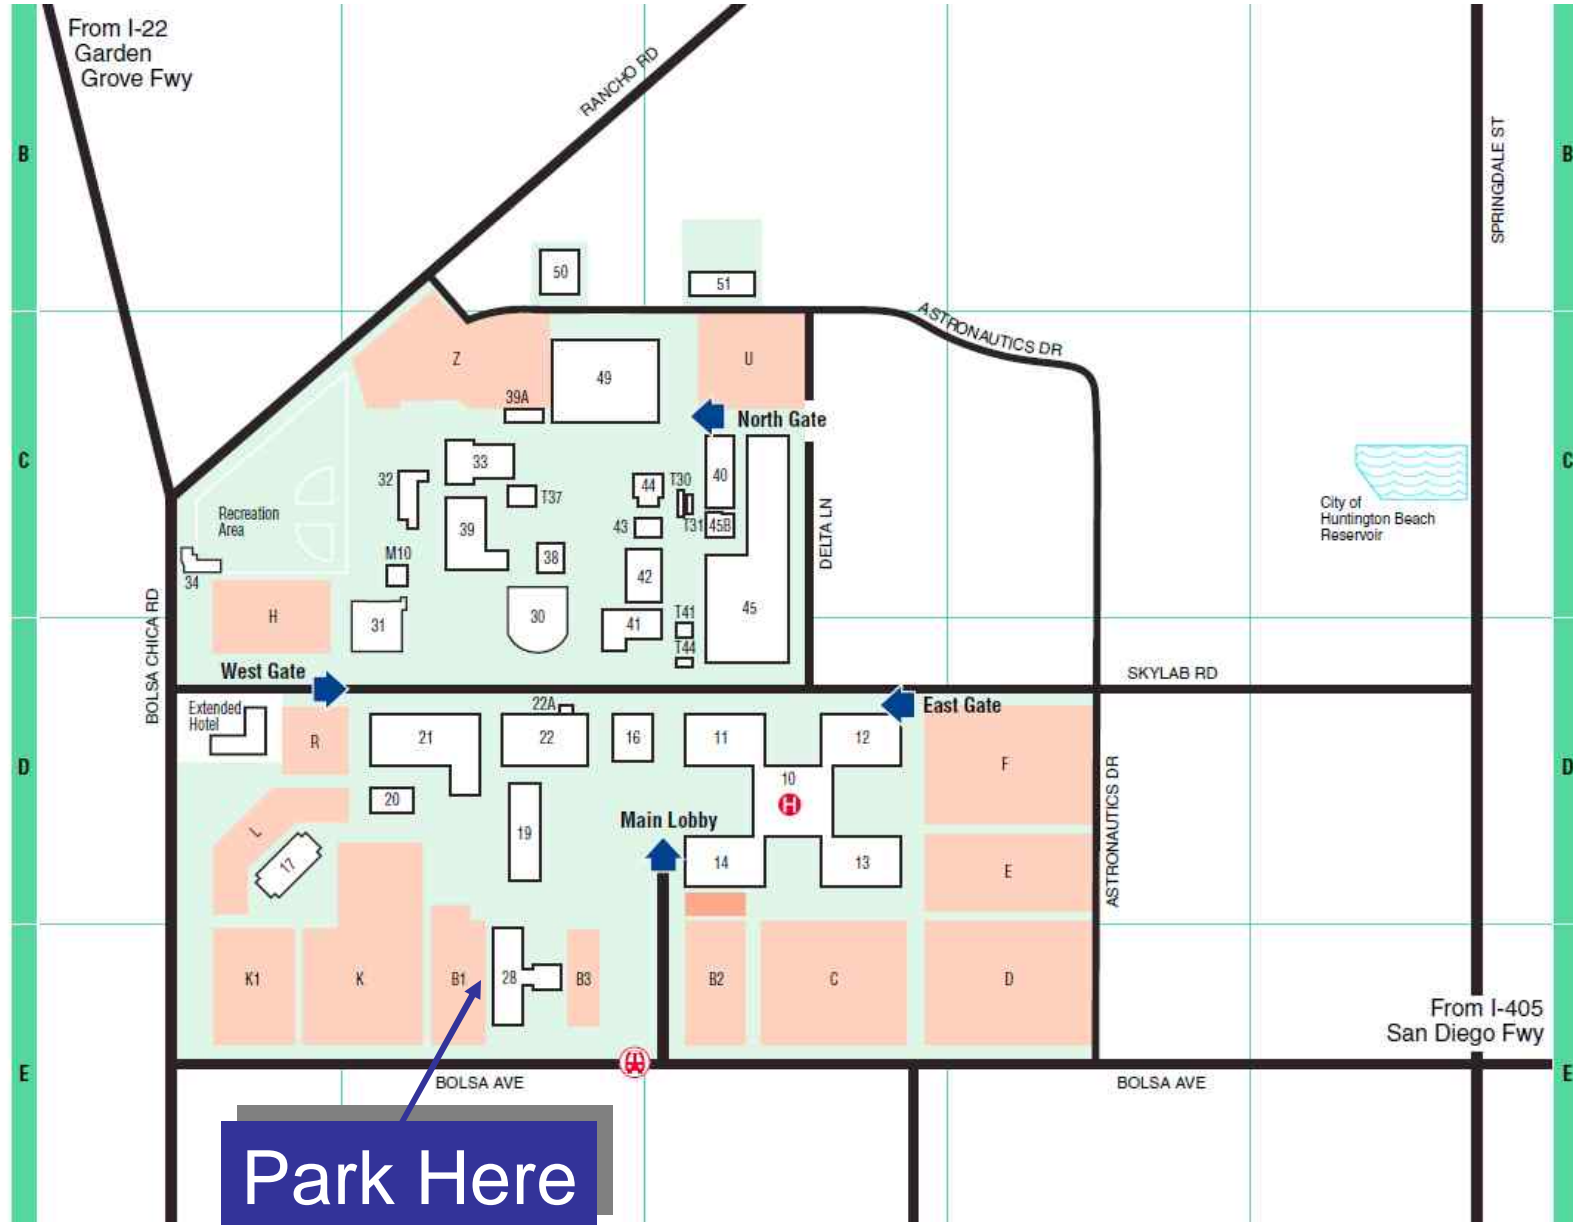 From I-22
Garden
Grove Fwy
RANCHO RD
SPRINGDALE ST
B
B
50
51
ASTRONAUTICS DR
Z
49
U
39A
North Gate
C
C
33
32
T37
44
T30
40
Recreation
Area
39
43
T31
45B
DELTA LN
City of
Huntington Beach
Reservoir
M10
38
34
42
H
31
30
41
T41
45
T44
BOLSA CHICA RD
West Gate
SKYLAB RD
Extended
Hotel
22A
East Gate
R
21
22
16
11
12
D
D
F
10
H
20
ASTRONAUTICS DR
Main Lobby
L
19
17
14
13
E
K1
K
B1
28
B3
B2
C
D
From I-405
San Diego Fwy
E
E
BOLSA AVE
BOLSA AVE
Park Here